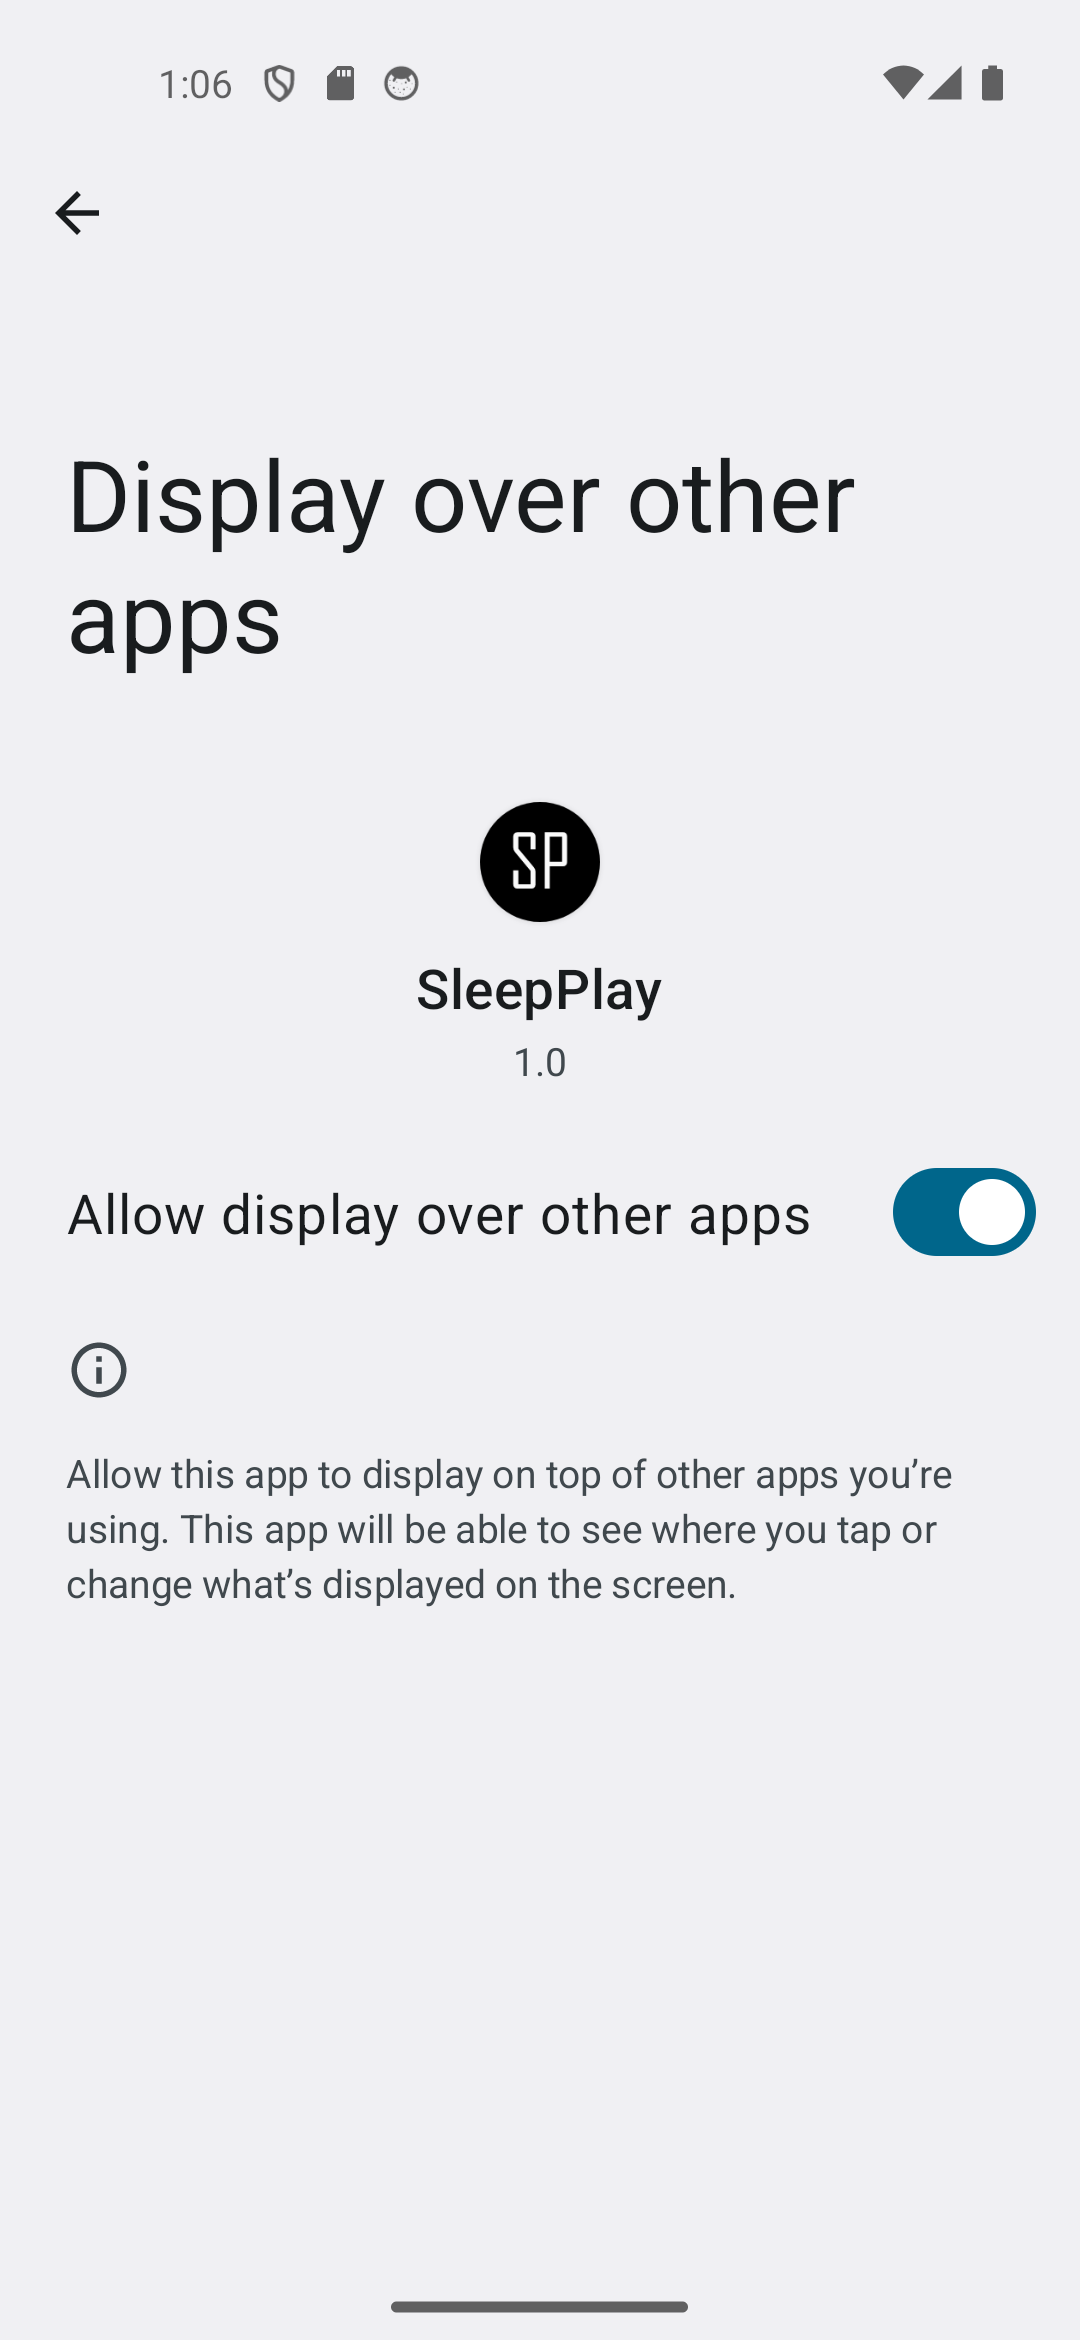 1:06
Display over other
apps
SP
SleepPlay
1.0
Allow display over other apps
Allow this app to display on top of other apps you’re
using. This app will be able to see where you tap or
change what’s displayed on the screen.